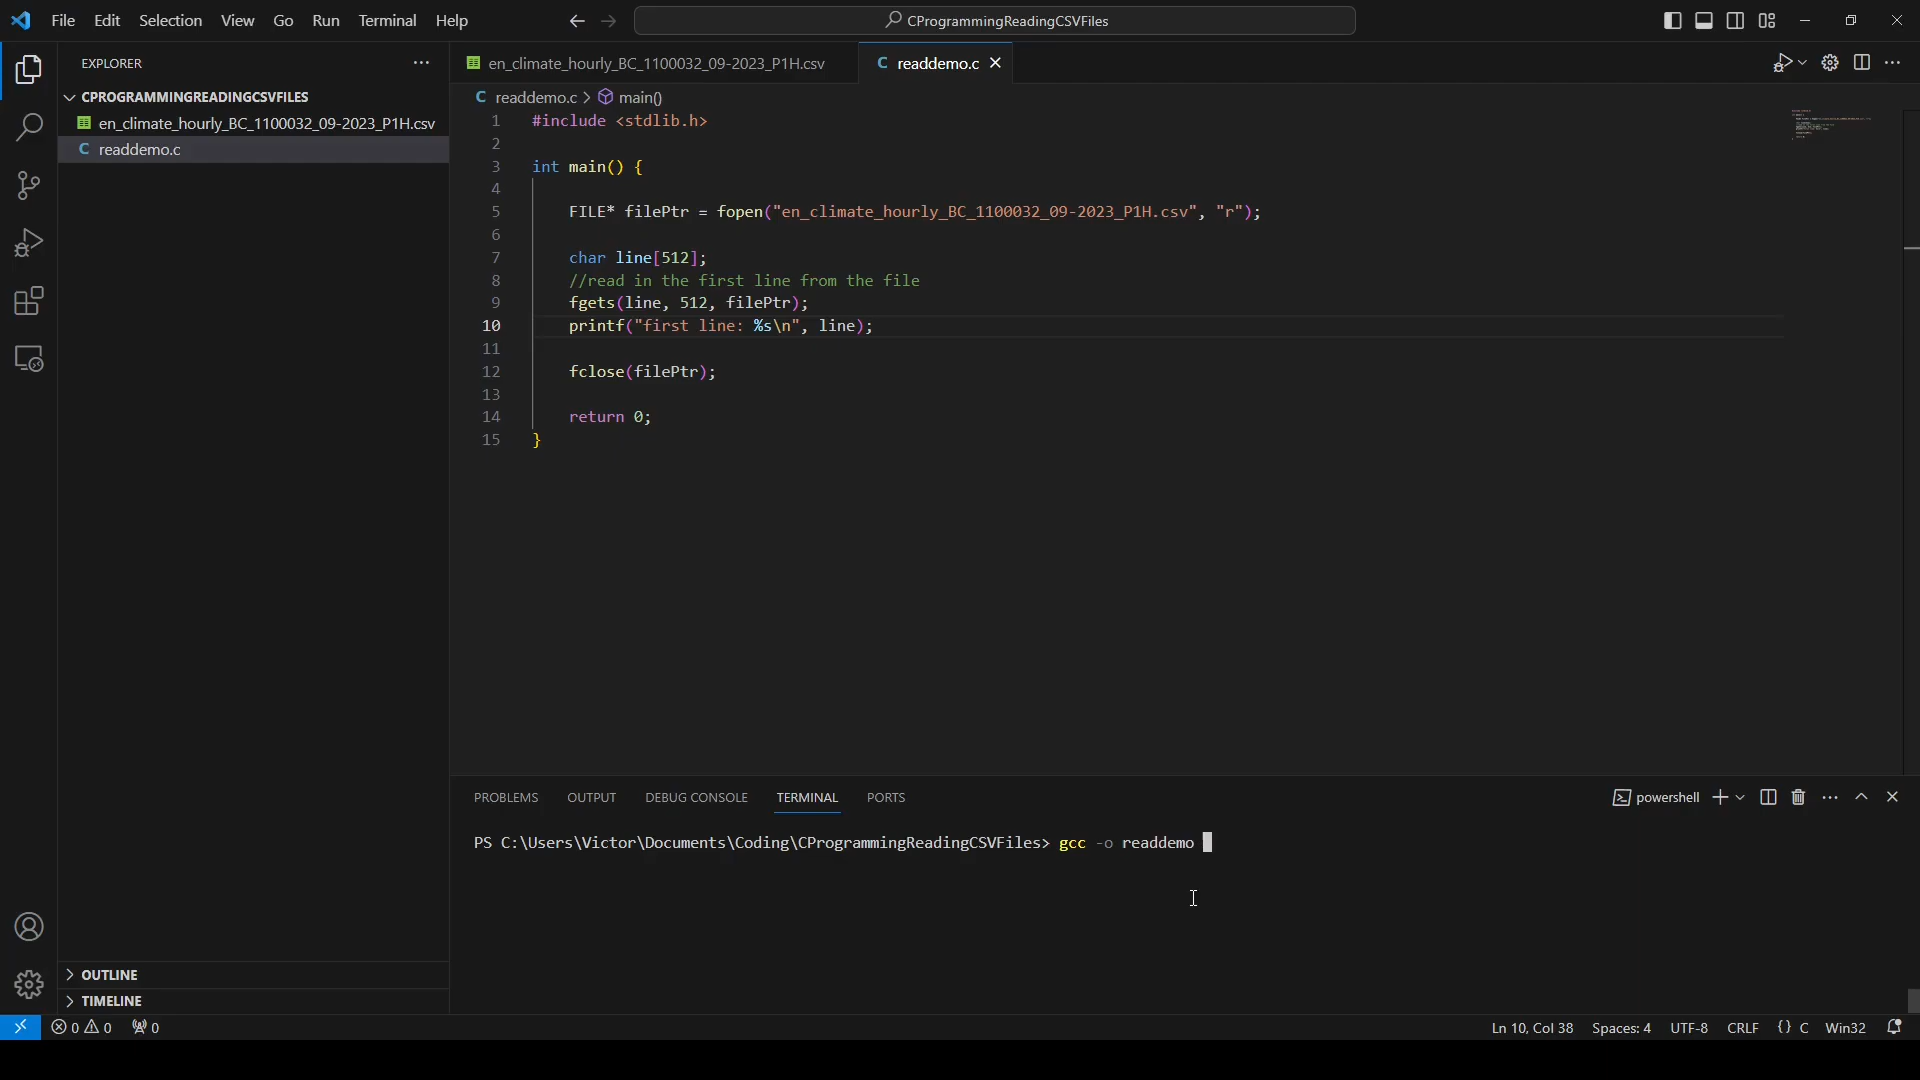 File Edit Selection View Go Run Terminal Help
CProgrammingReadingCSVFiles
EXPLORER
CPROGRAMMINGREADINGCSVFILES
en_climate_hourly_BC_1100032_09-2023_P1H.csv
readdemo.c
OUTLINE
TIMELINE
en_climate_hourly_BC_1100032_09-2023_P1H.csv
C readdemo.c
C readdemo.c > main()
1 #include <stdlib.h>
2
3 int main() {
4
5 FILE* filePtr = fopen("en_climate_hourly_BC_1100032_09-2023_P1H.csv", "r");
6
7 char line[512];
8 //read in the first line from the file
9 fgets(line, 512, filePtr);
10 printf("first line: %s\n", line);
11
12 fclose(filePtr);
13
14 return 0;
15 }
PROBLEMS OUTPUT DEBUG CONSOLE TERMINAL PORTS
powershell
PS C:\Users\Victor\Documents\Coding\CProgrammingReadingCSVFiles> gcc -o readdemo
0 0 0
Ln 10, Col 38 Spaces: 4 UTF-8 CRLF {} C Win32